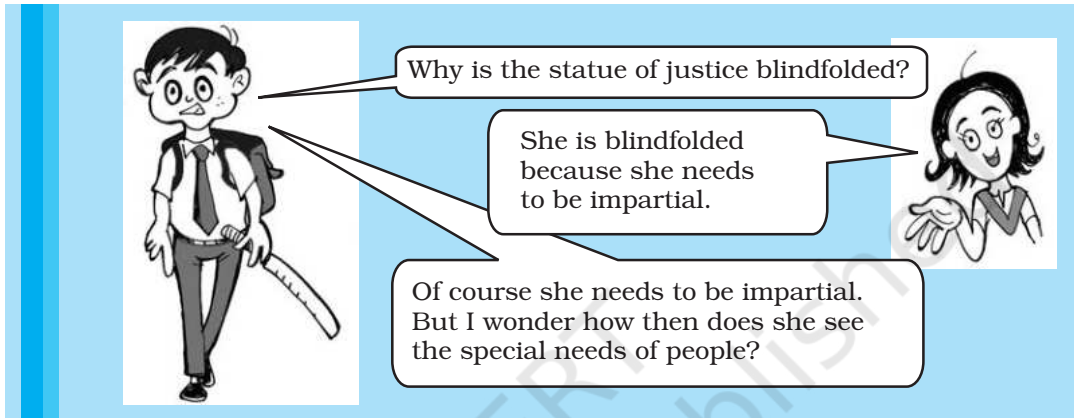 Why is the statue of justice blindfolded?
She is blindfolded
because she needs
to be impartial.
Of course she needs to be impartial.
But I wonder how then does she see
the special needs of people?